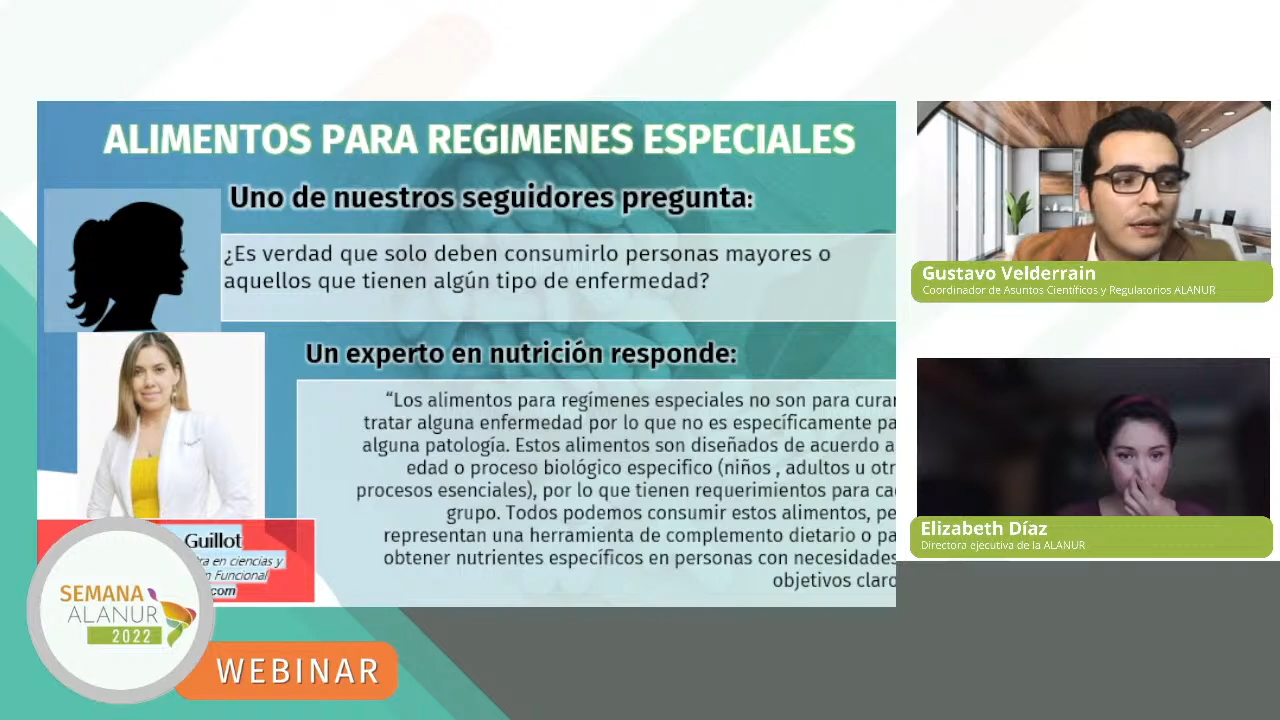 ALIMENTOS PARA REGIMENES ESPECIALES
Uno de nuestros seguidores pregunta:
¿Es verdad que solo deben consumirlo personas mayores o
aquellos que tienen algún tipo de enfermedad?
Un experto en nutrición responde:
“Los alimentos para regímenes especiales no son para curar
tratar alguna enfermedad por lo que no es específicamente pa
alguna patología. Estos alimentos son diseñados de acuerdo a
edad o proceso biológico especifico (niños , adultos u otr
procesos esenciales), por lo que tienen requerimientos para ca
grupo. Todos podemos consumir estos alimentos, pe
representan una herramienta de complemento dietario o pa
obtener nutrientes específicos en personas con necesidades
objetivos claro
Guillot
ra en ciencias y
n Funcional
com
SEMANA
ALANUR
2022
WEBINAR
Gustavo Velderrain
Coordinador de Asuntos Científicos y Regulatorios ALANUR
Elizabeth Díaz
Directora ejecutiva de la ALANUR